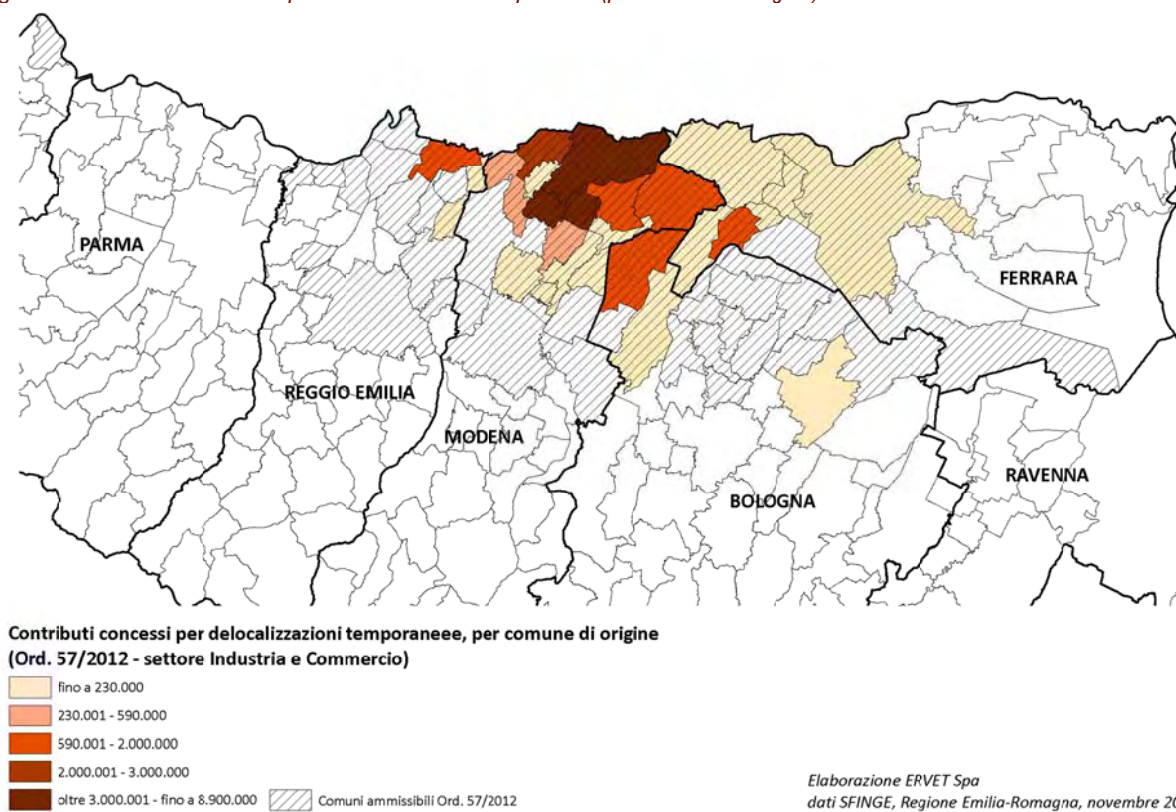 PARMA
REGGIO EMILIA
MODENA
BOLOGNA
FERRARA
RAVENNA
Contributi concessi per delocalizzazioni temporaneee, per comune di origine
(Ord. 57/2012 - settore Industria e Commercio)
fino a 230.000
230.001 - 590.000
590.001 - 2.000.000
2.000.001 - 3.000.000
oltre 3.000.001 - fino a 8.900.000
Comuni ammissibili Ord. 57/2012
Elaborazione ERVET Spa
dati SFINGE, Regione Emilia-Romagna, novembre